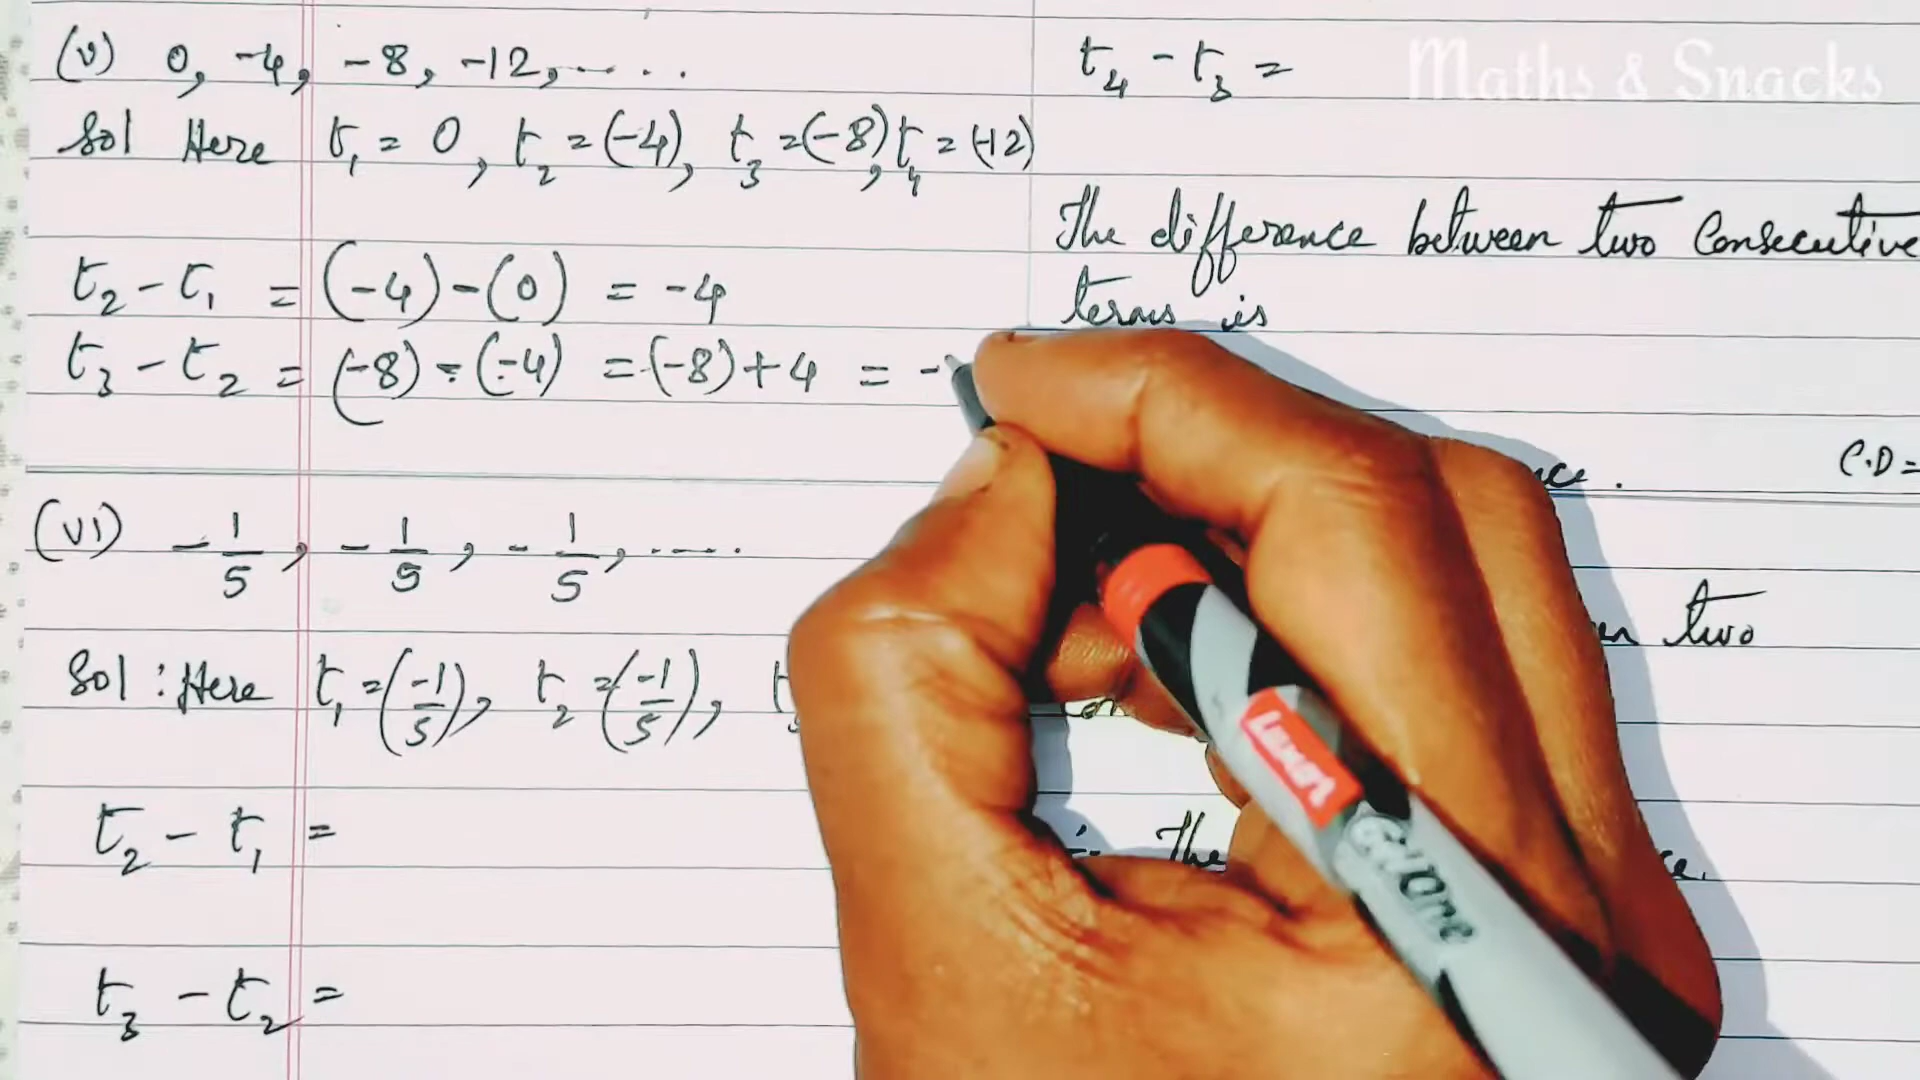 (v) 0, -4, -8, -12, .....
Sol Here t₁ = 0, t₂ = (-4), t₃ = (-8), t₄ = (-12)
t₂ - t₁ = (-4) - (0) = -4
t₃ - t₂ = (-8) - (-4) = (-8) + 4 = -
(VI) -1/5, -1/5, -1/5, .....
Sol : Here t₁ = (-1/5), t₂ = (-1/5), t
t₂ - t₁ =
t₃ - t₂ =
Maths & Snacks
t₄ - t₃ =
The difference between two Consecutive
terms is
C.D =
two
∴ The